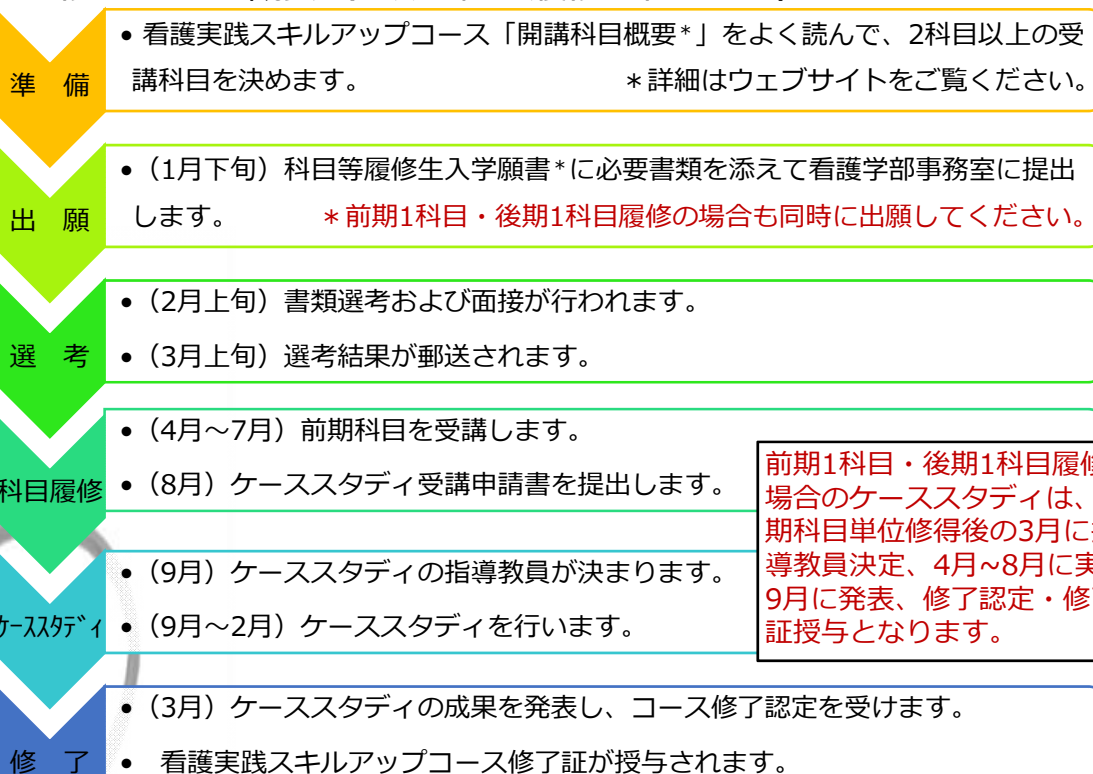 準　備
• 看護実践スキルアップコース「開講科目概要*」をよく読んで、2科目以上の受
講科目を決めます。　　　　　　　　　　　　　＊詳細はウェブサイトをご覧ください。
出　願
•（1月下旬）科目等履修生入学願書*に必要書類を添えて看護学部事務室に提出
します。　　　　＊前期1科目・後期1科目履修の場合も同時に出願してください。
選　考
•（2月上旬）書類選考および面接が行われます。
•（3月上旬）選考結果が郵送されます。
科目履修
•（4月～7月）前期科目を受講します。
•（8月）ケーススタディ受講申請書を提出します。
前期1科目・後期1科目履修
場合のケーススタディは、
期科目単位修得後の3月に
導教員決定、4月~8月に実
9月に発表、修了認定・修
証授与となります。
ｹｰｽｽﾀﾃﾞｨ
•（9月）ケーススタディの指導教員が決まります。
•（9月～2月）ケーススタディを行います。
修　了
•（3月）ケーススタディの成果を発表し、コース修了認定を受けます。
•　看護実践スキルアップコース修了証が授与されます。